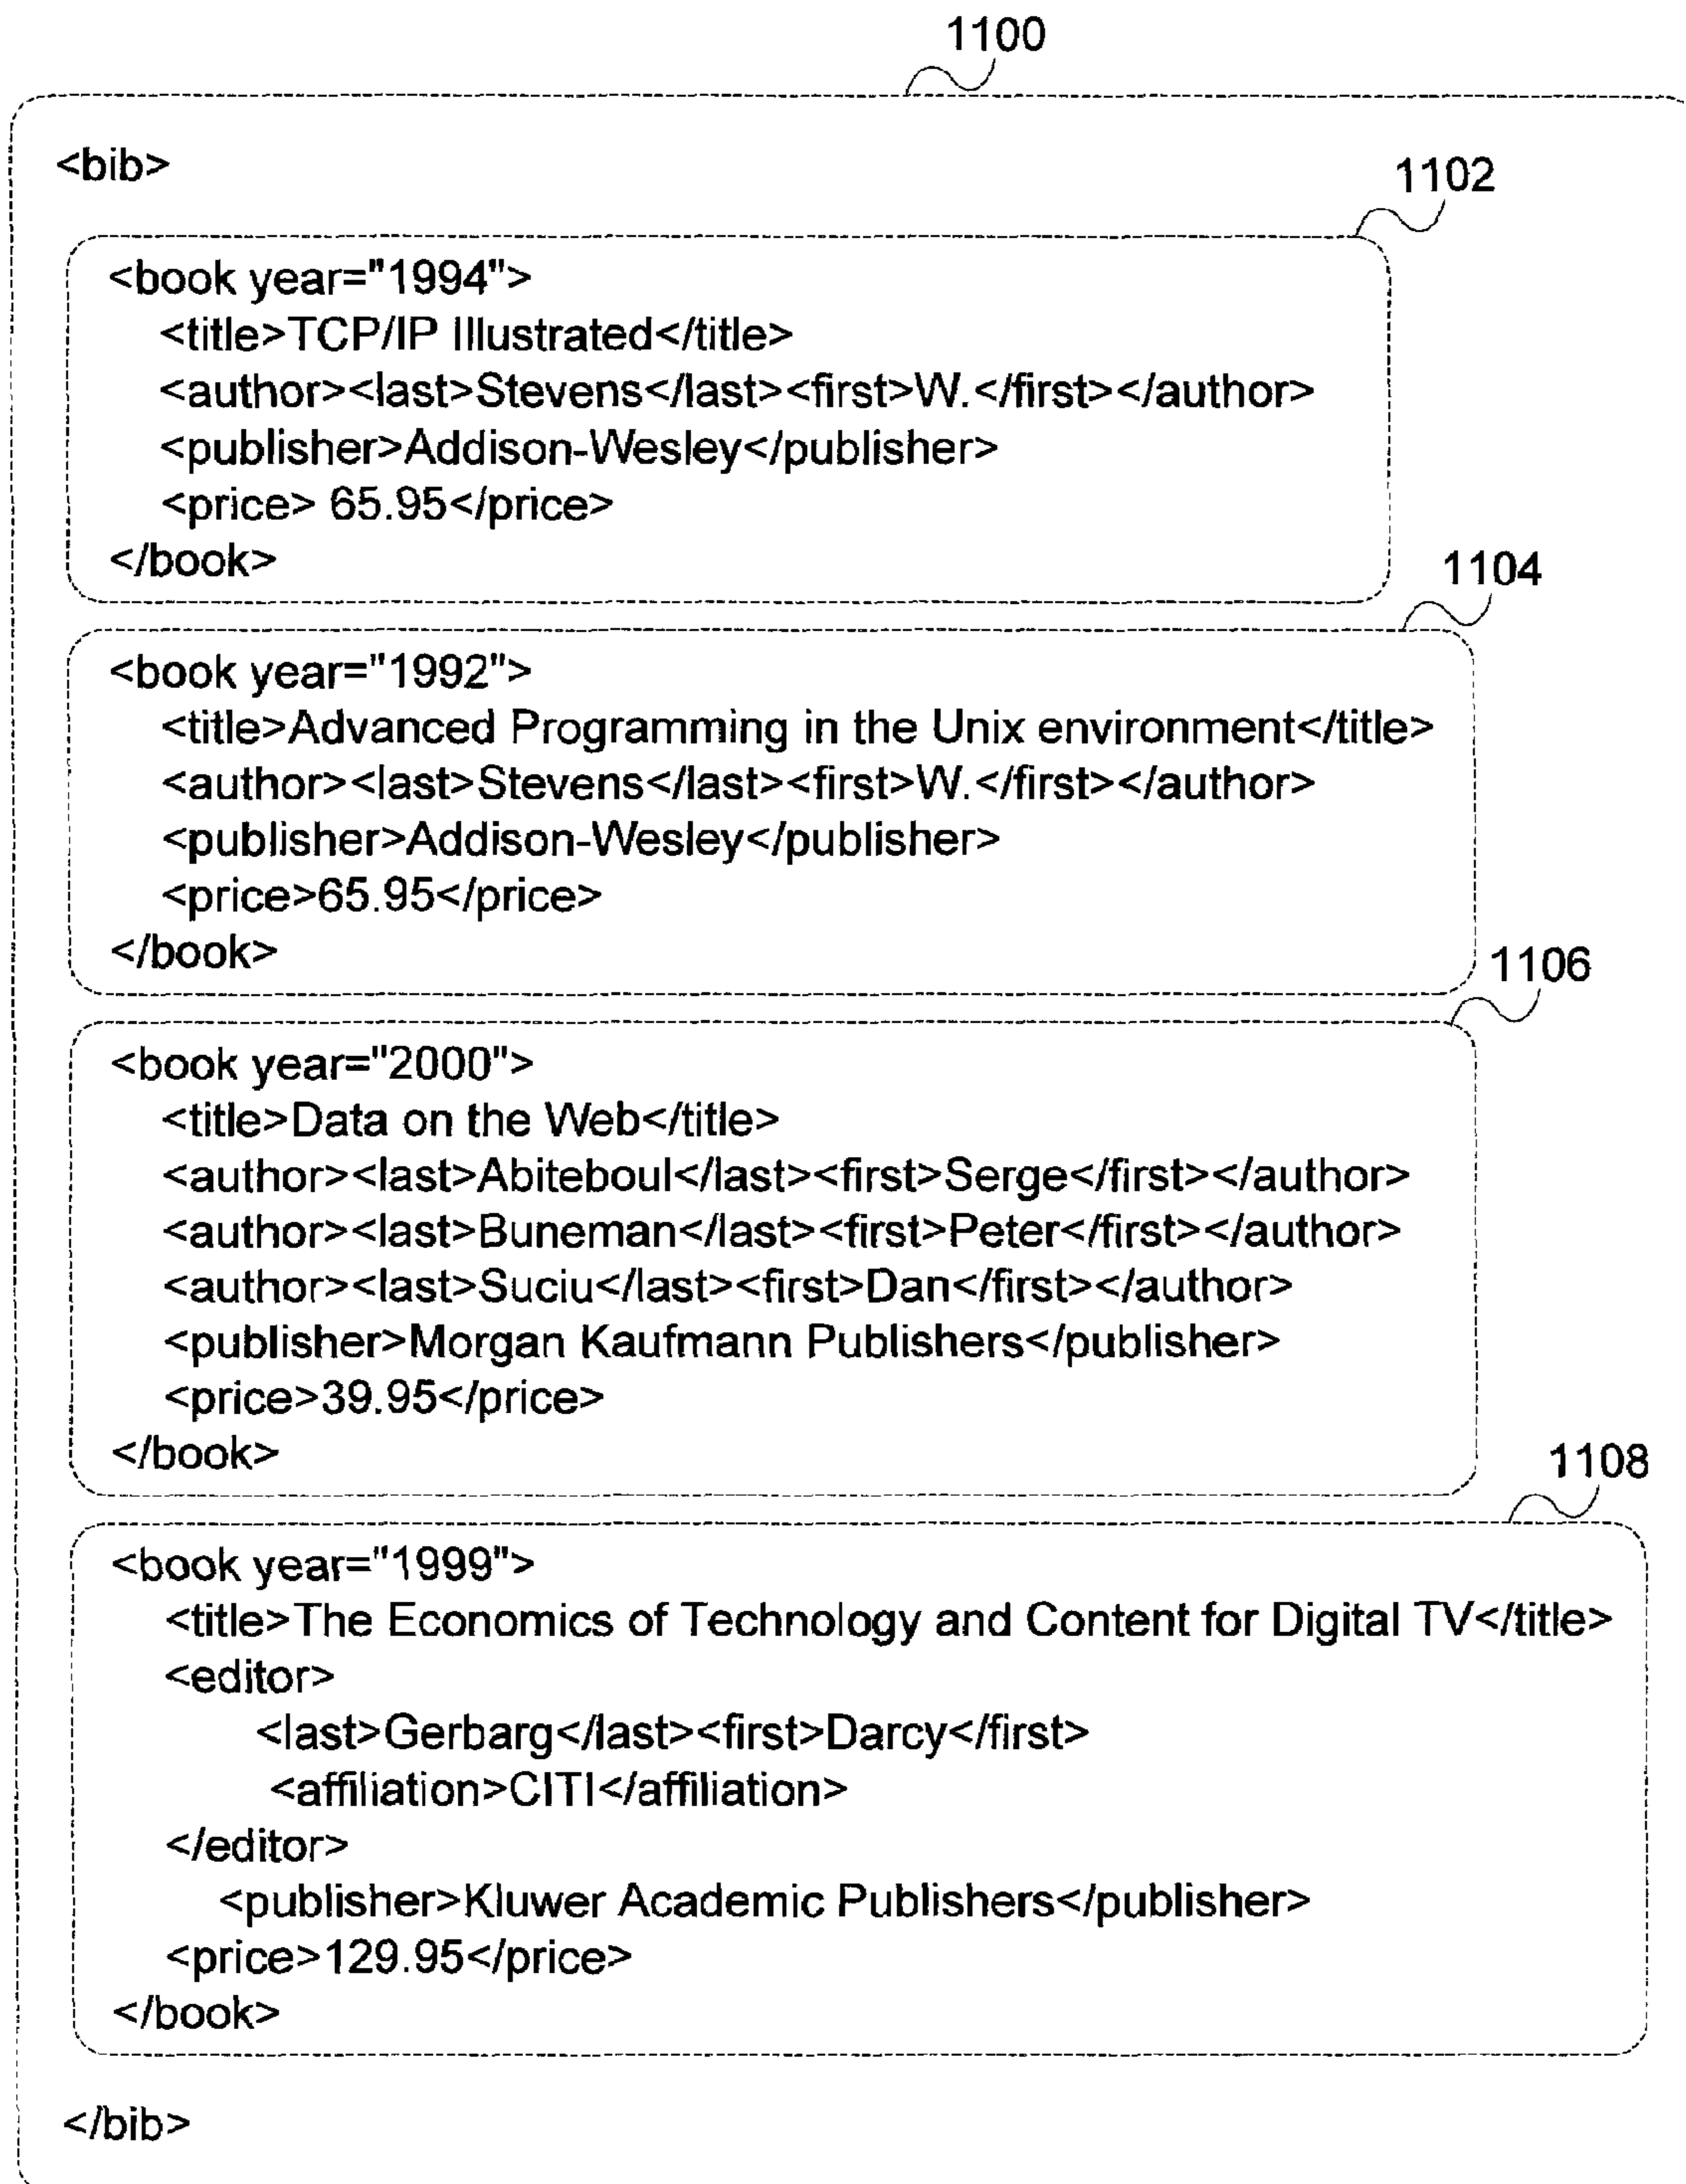 1100
<bib>
1102
<book year="1994">
<title>TCP/IP Illustrated</title>
<author><last>Stevens</last><first>W.</first></author>
<publisher>Addison-Wesley</publisher>
<price> 65.95</price>
</book>
1104
<book year="1992">
<title>Advanced Programming in the Unix environment</title>
<author><last>Stevens</last><first>W.</first></author>
<publisher>Addison-Wesley</publisher>
<price>65.95</price>
</book>
1106
<book year="2000">
<title>Data on the Web</title>
<author><last>Abiteboul</last><first>Serge</first></author>
<author><last>Buneman</last><first>Peter</first></author>
<author><last>Suciu</last><first>Dan</first></author>
<publisher>Morgan Kaufmann Publishers</publisher>
<price>39.95</price>
</book>
1108
<book year="1999">
<title>The Economics of Technology and Content for Digital TV</title>
<editor>
<last>Gerbarg</last><first>Darcy</first>
<affiliation>CITI</affiliation>
</editor>
<publisher>Kluwer Academic Publishers</publisher>
<price>129.95</price>
</book>
</bib>